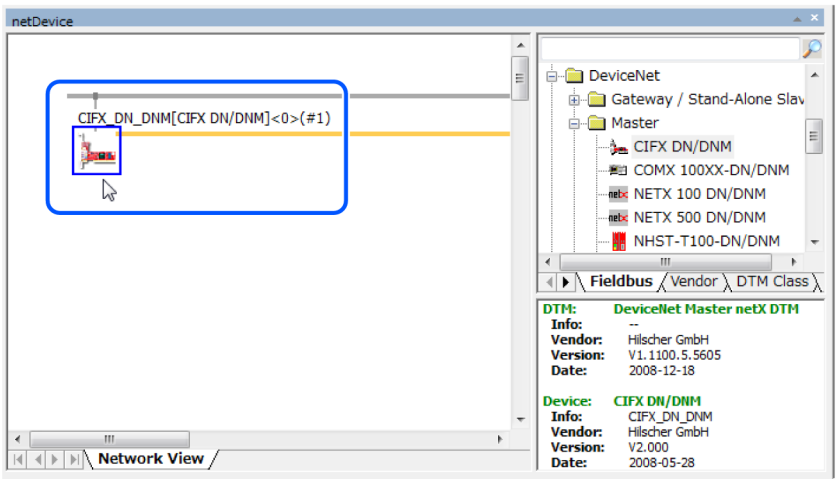 netDevice
CIFX_DN_DNM[CIFX DN/DNM]<0>(#1)
Network View
DeviceNet
Gateway / Stand-Alone Slav
Master
CIFX DN/DNM
COMX 100XX-DN/DNM
NETX 100 DN/DNM
NETX 500 DN/DNM
NHST-T100-DN/DNM
Fieldbus Vendor DTM Class
DTM: DeviceNet Master netX DTM
Info: --
Vendor: Hilscher GmbH
Version: V1.1100.5.5605
Date: 2008-12-18
Device: CIFX DN/DNM
Info: CIFX_DN_DNM
Vendor: Hilscher GmbH
Version: V2.000
Date: 2008-05-28